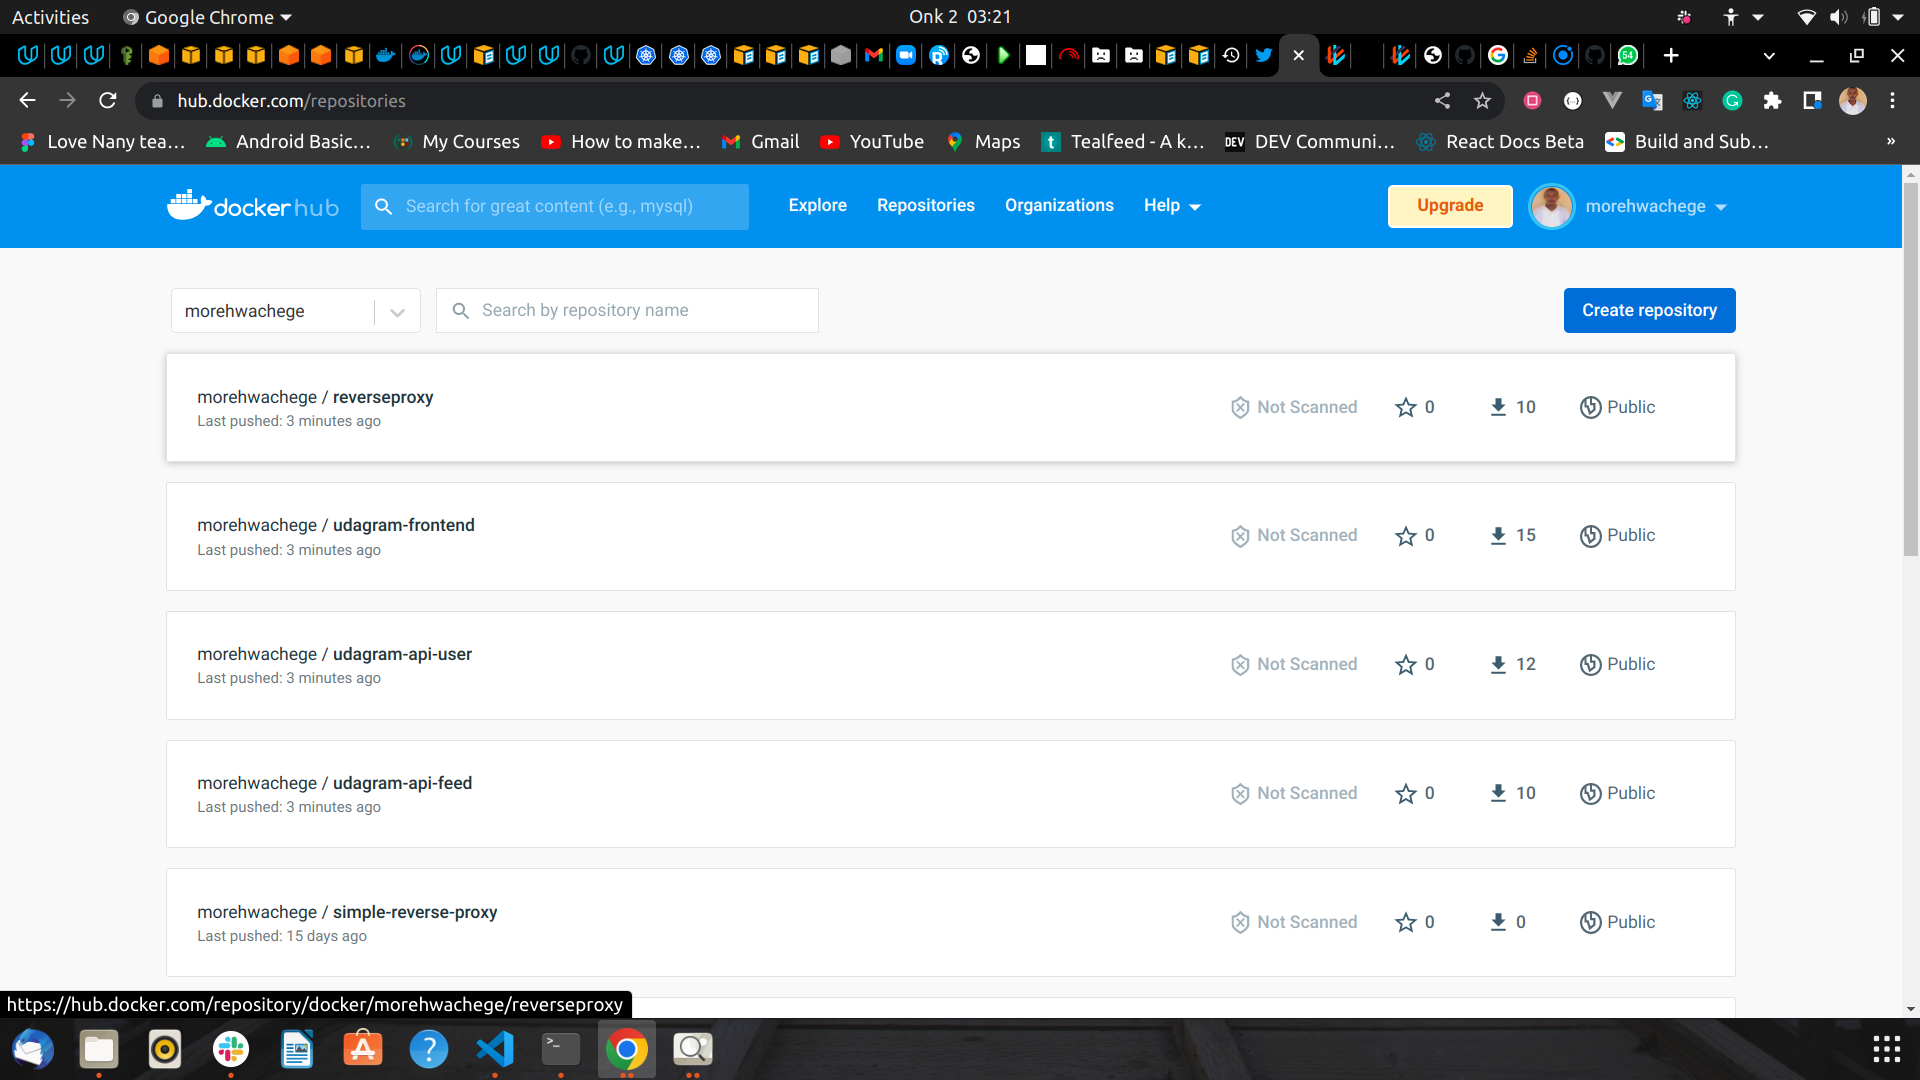 Activities
Google Chrome
Onk 2 03:21
54
hub.docker.com/repositories
Love Nany tea...
Android Basic...
My Courses
How to make...
Gmail
YouTube
Maps
t
Tealfeed - A k...
DEV
DEV Communi...
React Docs Beta
Build and Sub...
»
docker hub
Search for great content (e.g., mysql)
Explore
Repositories
Organizations
Help
Upgrade
morehwachege
morehwachege
Search by repository name
Create repository
morehwachege / reverseproxy
Last pushed: 3 minutes ago
Not Scanned
0
10
Public
morehwachege / udagram-frontend
Last pushed: 3 minutes ago
Not Scanned
0
15
Public
morehwachege / udagram-api-user
Last pushed: 3 minutes ago
Not Scanned
0
12
Public
morehwachege / udagram-api-feed
Last pushed: 3 minutes ago
Not Scanned
0
10
Public
morehwachege / simple-reverse-proxy
Last pushed: 15 days ago
Not Scanned
0
0
Public
https://hub.docker.com/repository/docker/morehwachege/reverseproxy